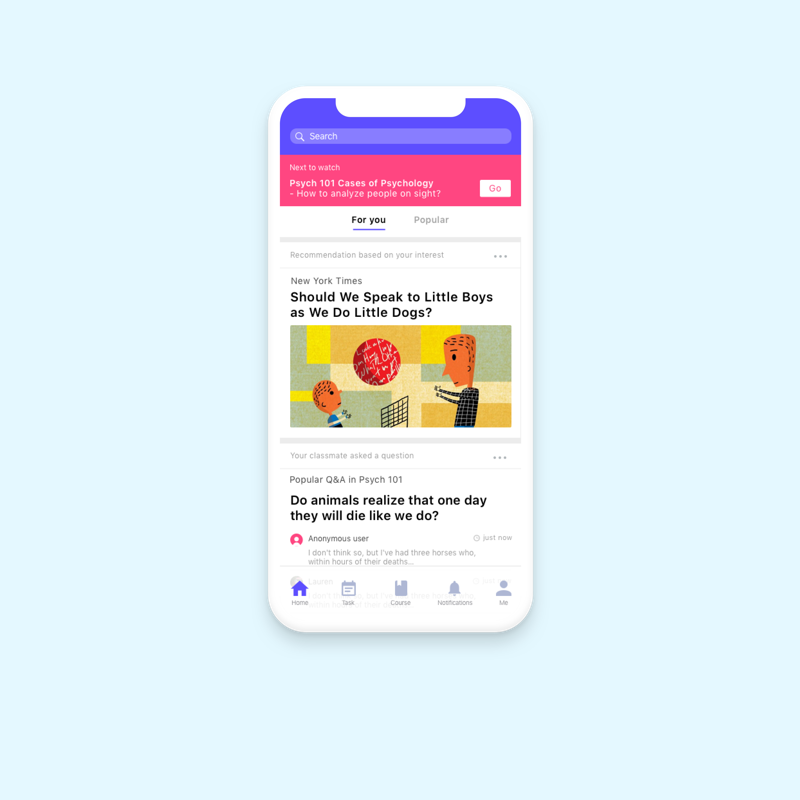 Search
Next to watch
Psych 101 Cases of Psychology
- How to analyze people on sight?
Go
For you
Popular
Recommendation based on your interest
New York Times
Should We Speak to Little Boys
as We Do Little Dogs?
Your classmate asked a question
Popular Q&A in Psych 101
Do animals realize that one day
they will die like we do?
Anonymous user
just now
I don't think so, but I've had three horses who,
within hours of their deaths...
Lauren
Home
Task
Course
Notifications
Me